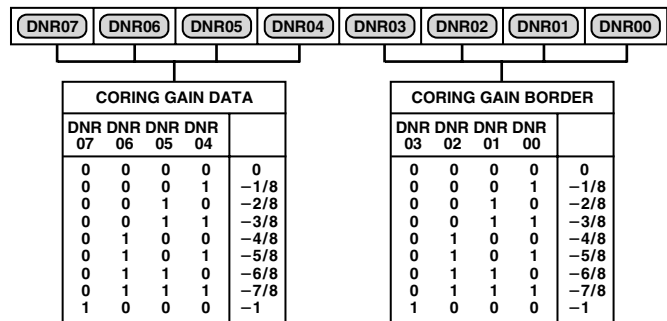 DNR07 DNR06 DNR05 DNR04 DNR03 DNR02 DNR01 DNR00
CORING GAIN DATA
DNR DNR DNR DNR
07 06 05 04
0 0 0 0 0
0 0 0 1 −1/8
0 0 1 0 −2/8
0 0 1 1 −3/8
0 1 0 0 −4/8
0 1 0 1 −5/8
0 1 1 0 −6/8
0 1 1 1 −7/8
1 0 0 0 −1
CORING GAIN BORDER
DNR DNR DNR DNR
03 02 01 00
0 0 0 0 0
0 0 0 1 −1/8
0 0 1 0 −2/8
0 0 1 1 −3/8
0 1 0 0 −4/8
0 1 0 1 −5/8
0 1 1 0 −6/8
0 1 1 1 −7/8
1 0 0 0 −1